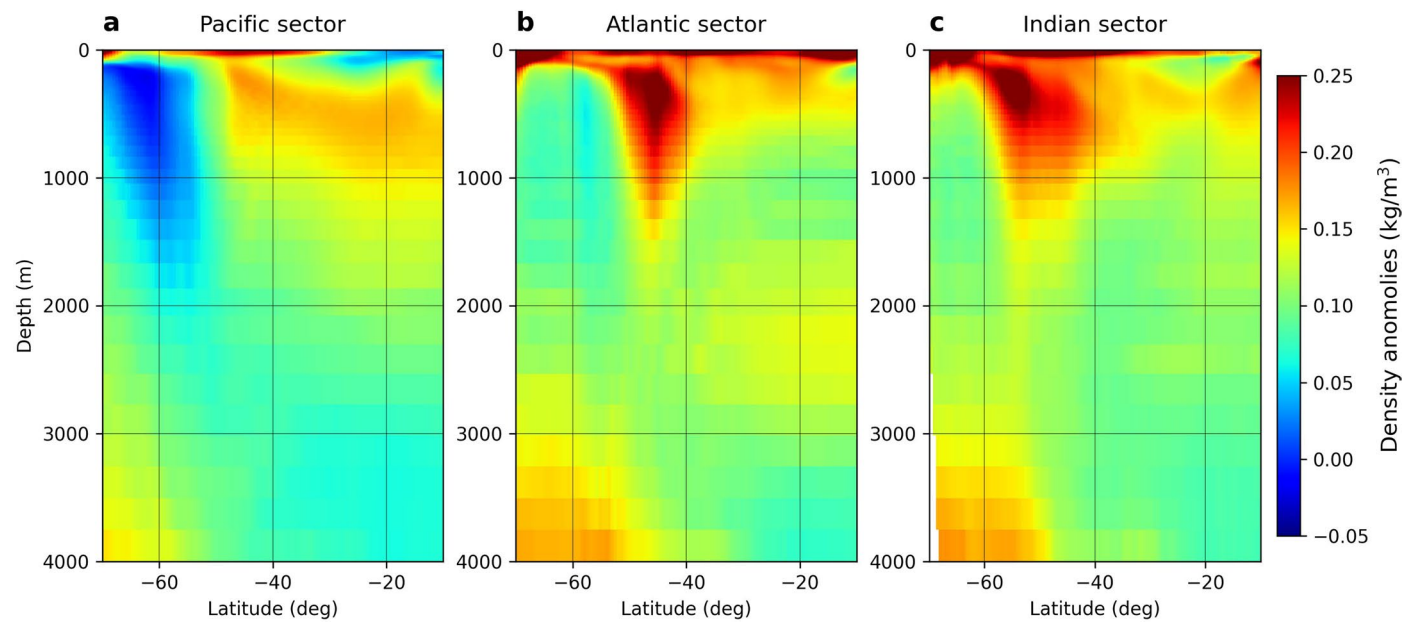 a Pacific sector
b Atlantic sector
c Indian sector
0
1000
2000
3000
4000
Depth (m)
−60 −40 −20
Latitude (deg)
0
1000
2000
3000
4000
−60 −40 −20
Latitude (deg)
0
1000
2000
3000
4000
−60 −40 −20
Latitude (deg)
0.25
0.20
0.15
0.10
0.05
0.00
−0.05
Density anomolies (kg/m³)